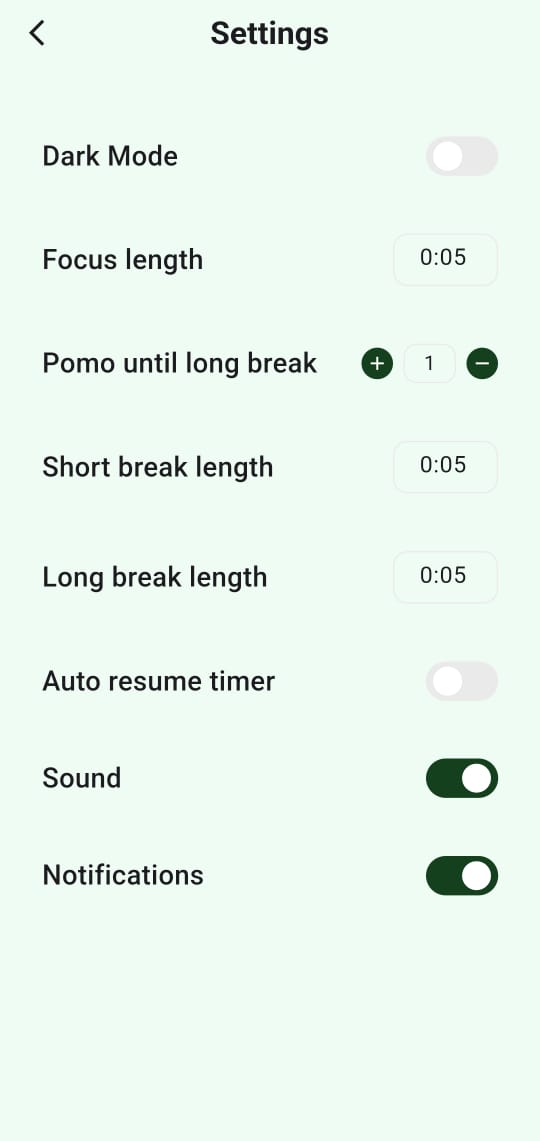 Settings
Dark Mode
Focus length 0:05
Pomo until long break + 1 −
Short break length 0:05
Long break length 0:05
Auto resume timer
Sound
Notifications